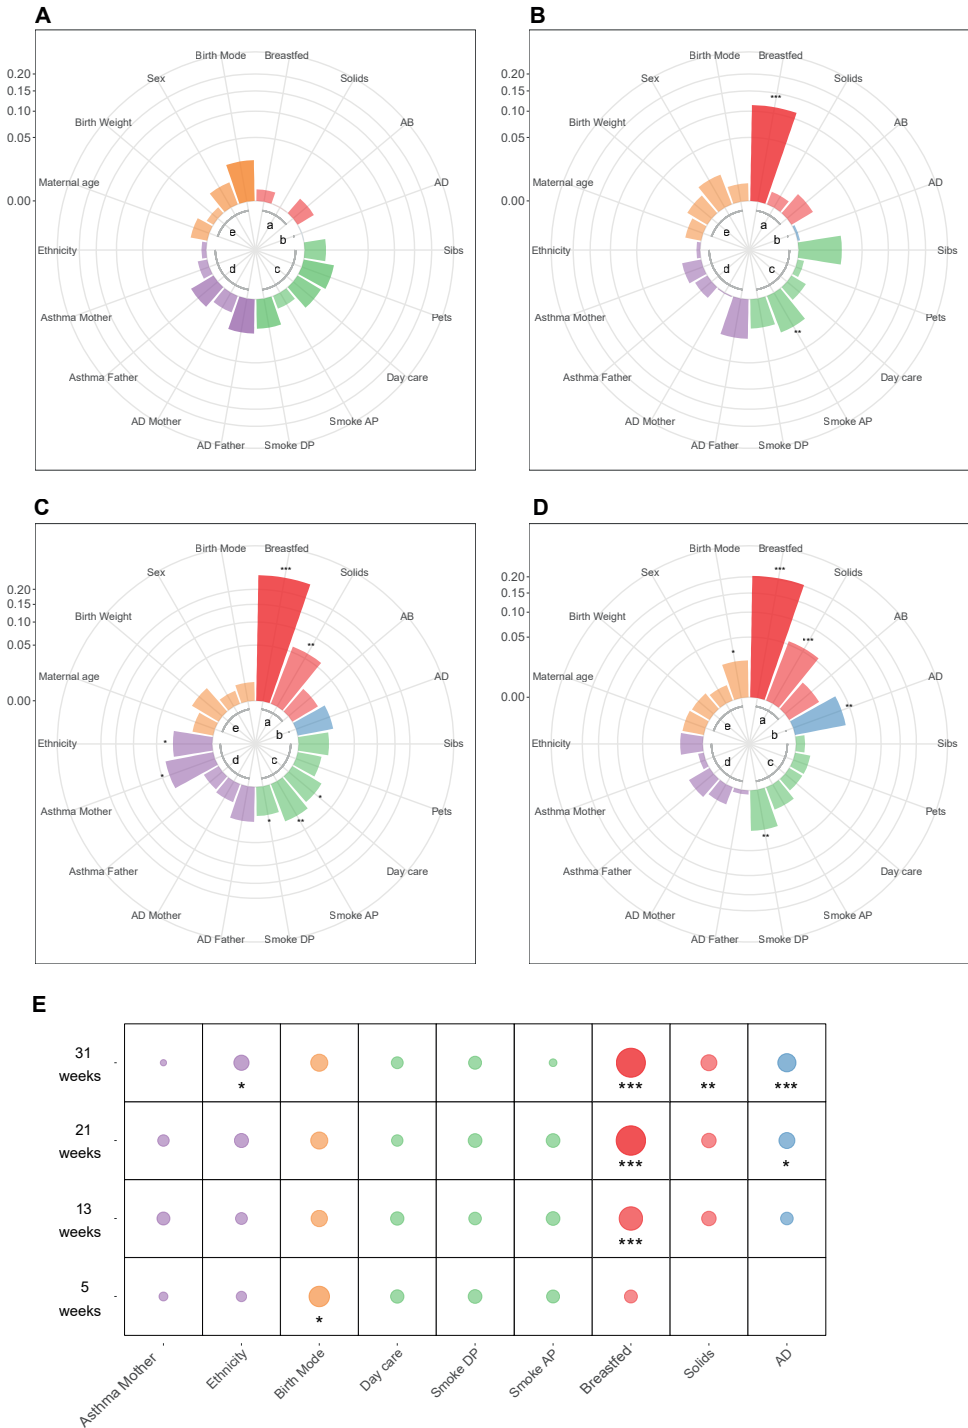 A
Birth Mode Breastfed
Sex Solids
Birth Weight AB
Maternal age AD
Ethnicity Sibs
Asthma Mother Pets
Asthma Father Day care
AD Mother Smoke AP
AD Father Smoke DP
0.20
0.15
0.10
0.05
0.00
a
b
c
d
e
B
Birth Mode Breastfed
Sex Solids
Birth Weight AB
Maternal age AD
Ethnicity Sibs
Asthma Mother Pets
Asthma Father Day care
AD Mother Smoke AP
AD Father Smoke DP
0.20
0.15
0.10
0.05
0.00
a
b
c
d
e
***
**
C
Birth Mode Breastfed
Sex Solids
Birth Weight AB
Maternal age AD
Ethnicity Sibs
Asthma Mother Pets
Asthma Father Day care
AD Mother Smoke AP
AD Father Smoke DP
0.20
0.15
0.10
0.05
0.00
a
b
c
d
e
***
**
*
**
*
*
*
D
Birth Mode Breastfed
Sex Solids
Birth Weight AB
Maternal age AD
Ethnicity Sibs
Asthma Mother Pets
Asthma Father Day care
AD Mother Smoke AP
AD Father Smoke DP
0.20
0.15
0.10
0.05
0.00
a
b
c
d
e
*
***
***
**
**
E
31
weeks
* *** ** ***
21
weeks
*** *
13
weeks
***
5
weeks
*
Asthma Mother
Ethnicity
Birth Mode
Day care
Smoke DP
Smoke AP
Breastfed
Solids
AD